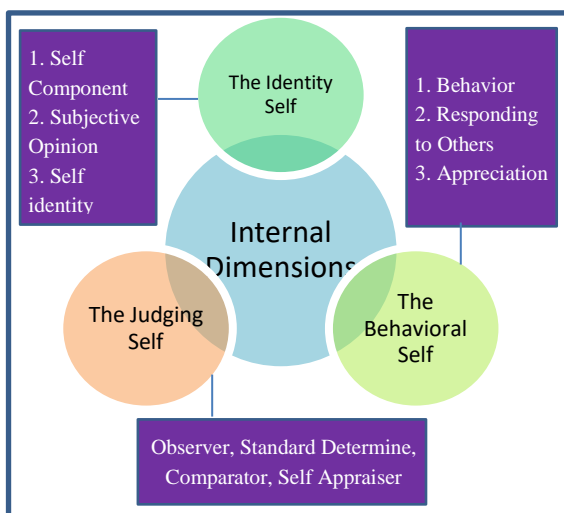 1. Self
Component
2. Subjective
Opinion
3. Self
identity
The Identity
Self
1. Behavior
2. Responding
to Others
3. Appreciation
Internal
Dimensions
The Judging
Self
The
Behavioral
Self
Observer, Standard Determine,
Comparator, Self Appraiser